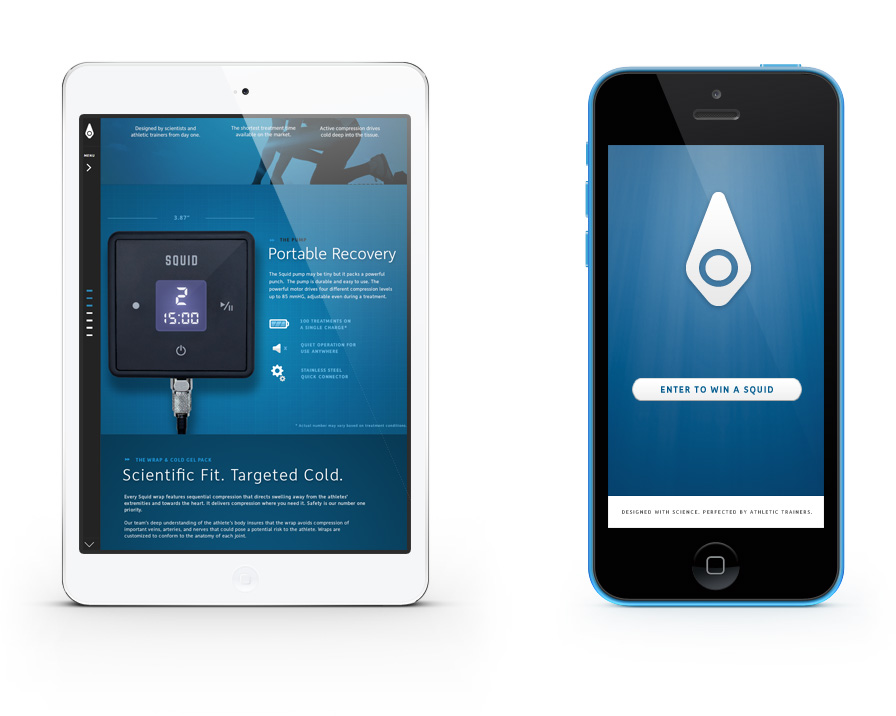 Designed by scientists and
athletic trainers from day one.
The shortest treatment time
available on the market.
Active compression drives
cold deep into the tissue.
MENU
3.87"
THE PUMP
Portable Recovery
The Squid pump may be tiny but it packs a powerful
punch. The pump is durable and easy to use. The
powerful motor drives four different compression levels
up to 85 mmHG, adjustable even during a treatment.
SQUID
2
15:00
100 TREATMENTS ON
A SINGLE CHARGE*
QUIET OPERATION FOR
USE ANYWHERE
STAINLESS STEEL
QUICK CONNECTOR
* Actual number may vary based on treatment conditions.
THE WRAP & COLD GEL PACK
Scientific Fit. Targeted Cold.
Every Squid wrap features sequential compression that directs swelling away from the athletes'
extremities and towards the heart. It delivers compression where you need it. Safety is our number one
priority.
Our team's deep understanding of the athlete's body insures that the wrap avoids compression of
important veins, arteries, and nerves that could pose a potential risk to the athlete. Wraps are
customized to conform to the anatomy of each joint.
ENTER TO WIN A SQUID
DESIGNED WITH SCIENCE. PERFECTED BY ATHLETIC TRAINERS.